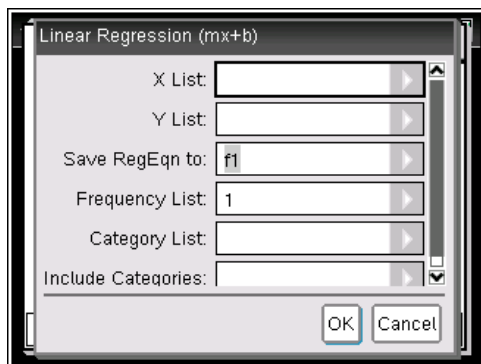 Linear Regression (mx+b)
X List:
Y List:
Save RegEqn to: f1
Frequency List: 1
Category List:
Include Categories:
OK Cancel